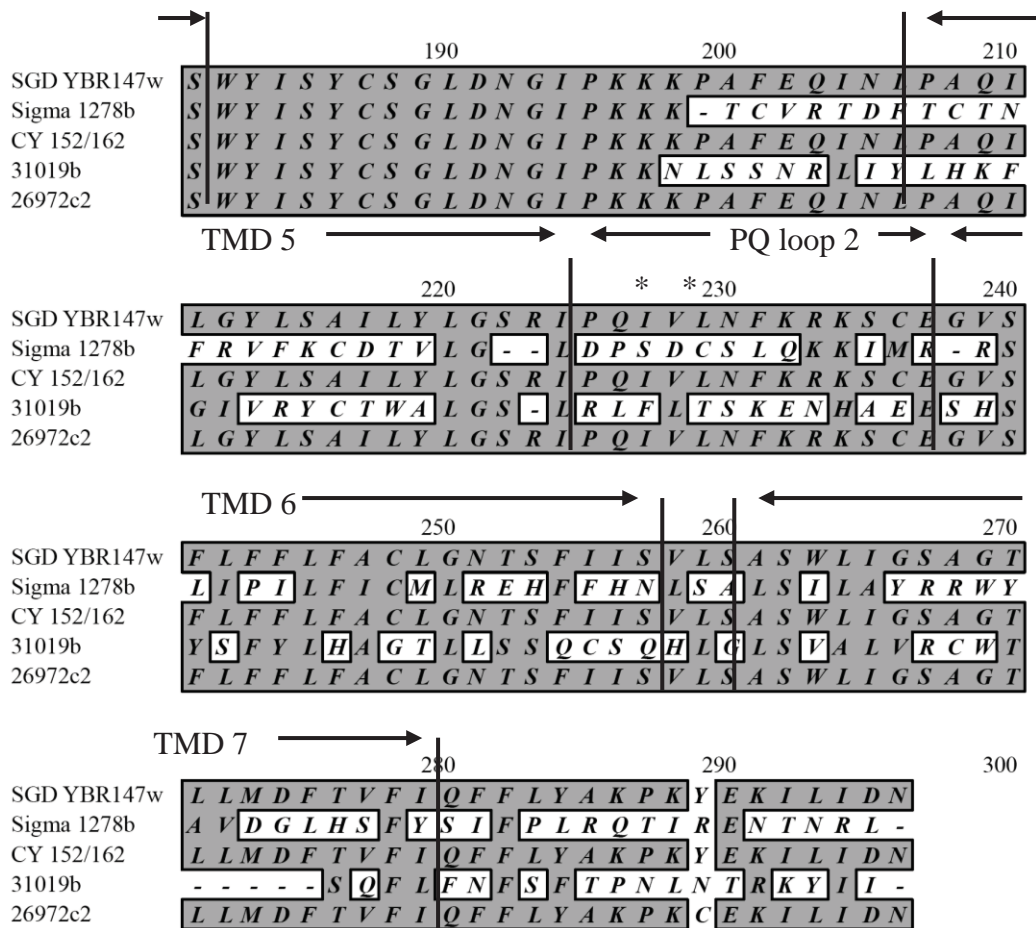 190 200 210
SGD YBR147w S W Y I S Y C S G L D N G I P K K K P A F E Q I N L P A Q I
Sigma 1278b S W Y I S Y C S G L D N G I P K K K - T C V R T D F T C T N
CY 152/162 S W Y I S Y C S G L D N G I P K K K P A F E Q I N L P A Q I
31019b S W Y I S Y C S G L D N G I P K K N L S S N R L I Y L H K F
26972c2 S W Y I S Y C S G L D N G I P K K K P A F E Q I N L P A Q I
TMD 5 PQ loop 2
* *
220 230 240
SGD YBR147w L G Y L S A I L Y L G S R I P Q I V L N F K R K S C E G V S
Sigma 1278b F R V F K C D T V L G - - L D P S D C S L Q K K I M R - R S
CY 152/162 L G Y L S A I L Y L G S R I P Q I V L N F K R K S C E G V S
31019b G I V R Y C T W A L G S - L R L F L T S K E N H A E E S H S
26972c2 L G Y L S A I L Y L G S R I P Q I V L N F K R K S C E G V S
TMD 6
250 260 270
SGD YBR147w F L F F L F A C L G N T S F I I S V L S A S W L I G S A G T
Sigma 1278b L I P I L F I C M L R E H F F H N L S A L S I L A Y R R W Y
CY 152/162 F L F F L F A C L G N T S F I I S V L S A S W L I G S A G T
31019b Y S F Y L H A G T L L S S Q C S Q H L G L S V A L V R C W T
26972c2 F L F F L F A C L G N T S F I I S V L S A S W L I G S A G T
TMD 7
280 290 300
SGD YBR147w L L M D F T V F I Q F F L Y A K P K Y E K I L I D N
Sigma 1278b A V D G L H S F Y S I F P L R Q T I R E N T N R L -
CY 152/162 L L M D F T V F I Q F F L Y A K P K Y E K I L I D N
31019b - - - - - S Q F L F N F S F T P N L N T R K Y I I -
26972c2 L L M D F T V F I Q F F L Y A K P K C E K I L I D N